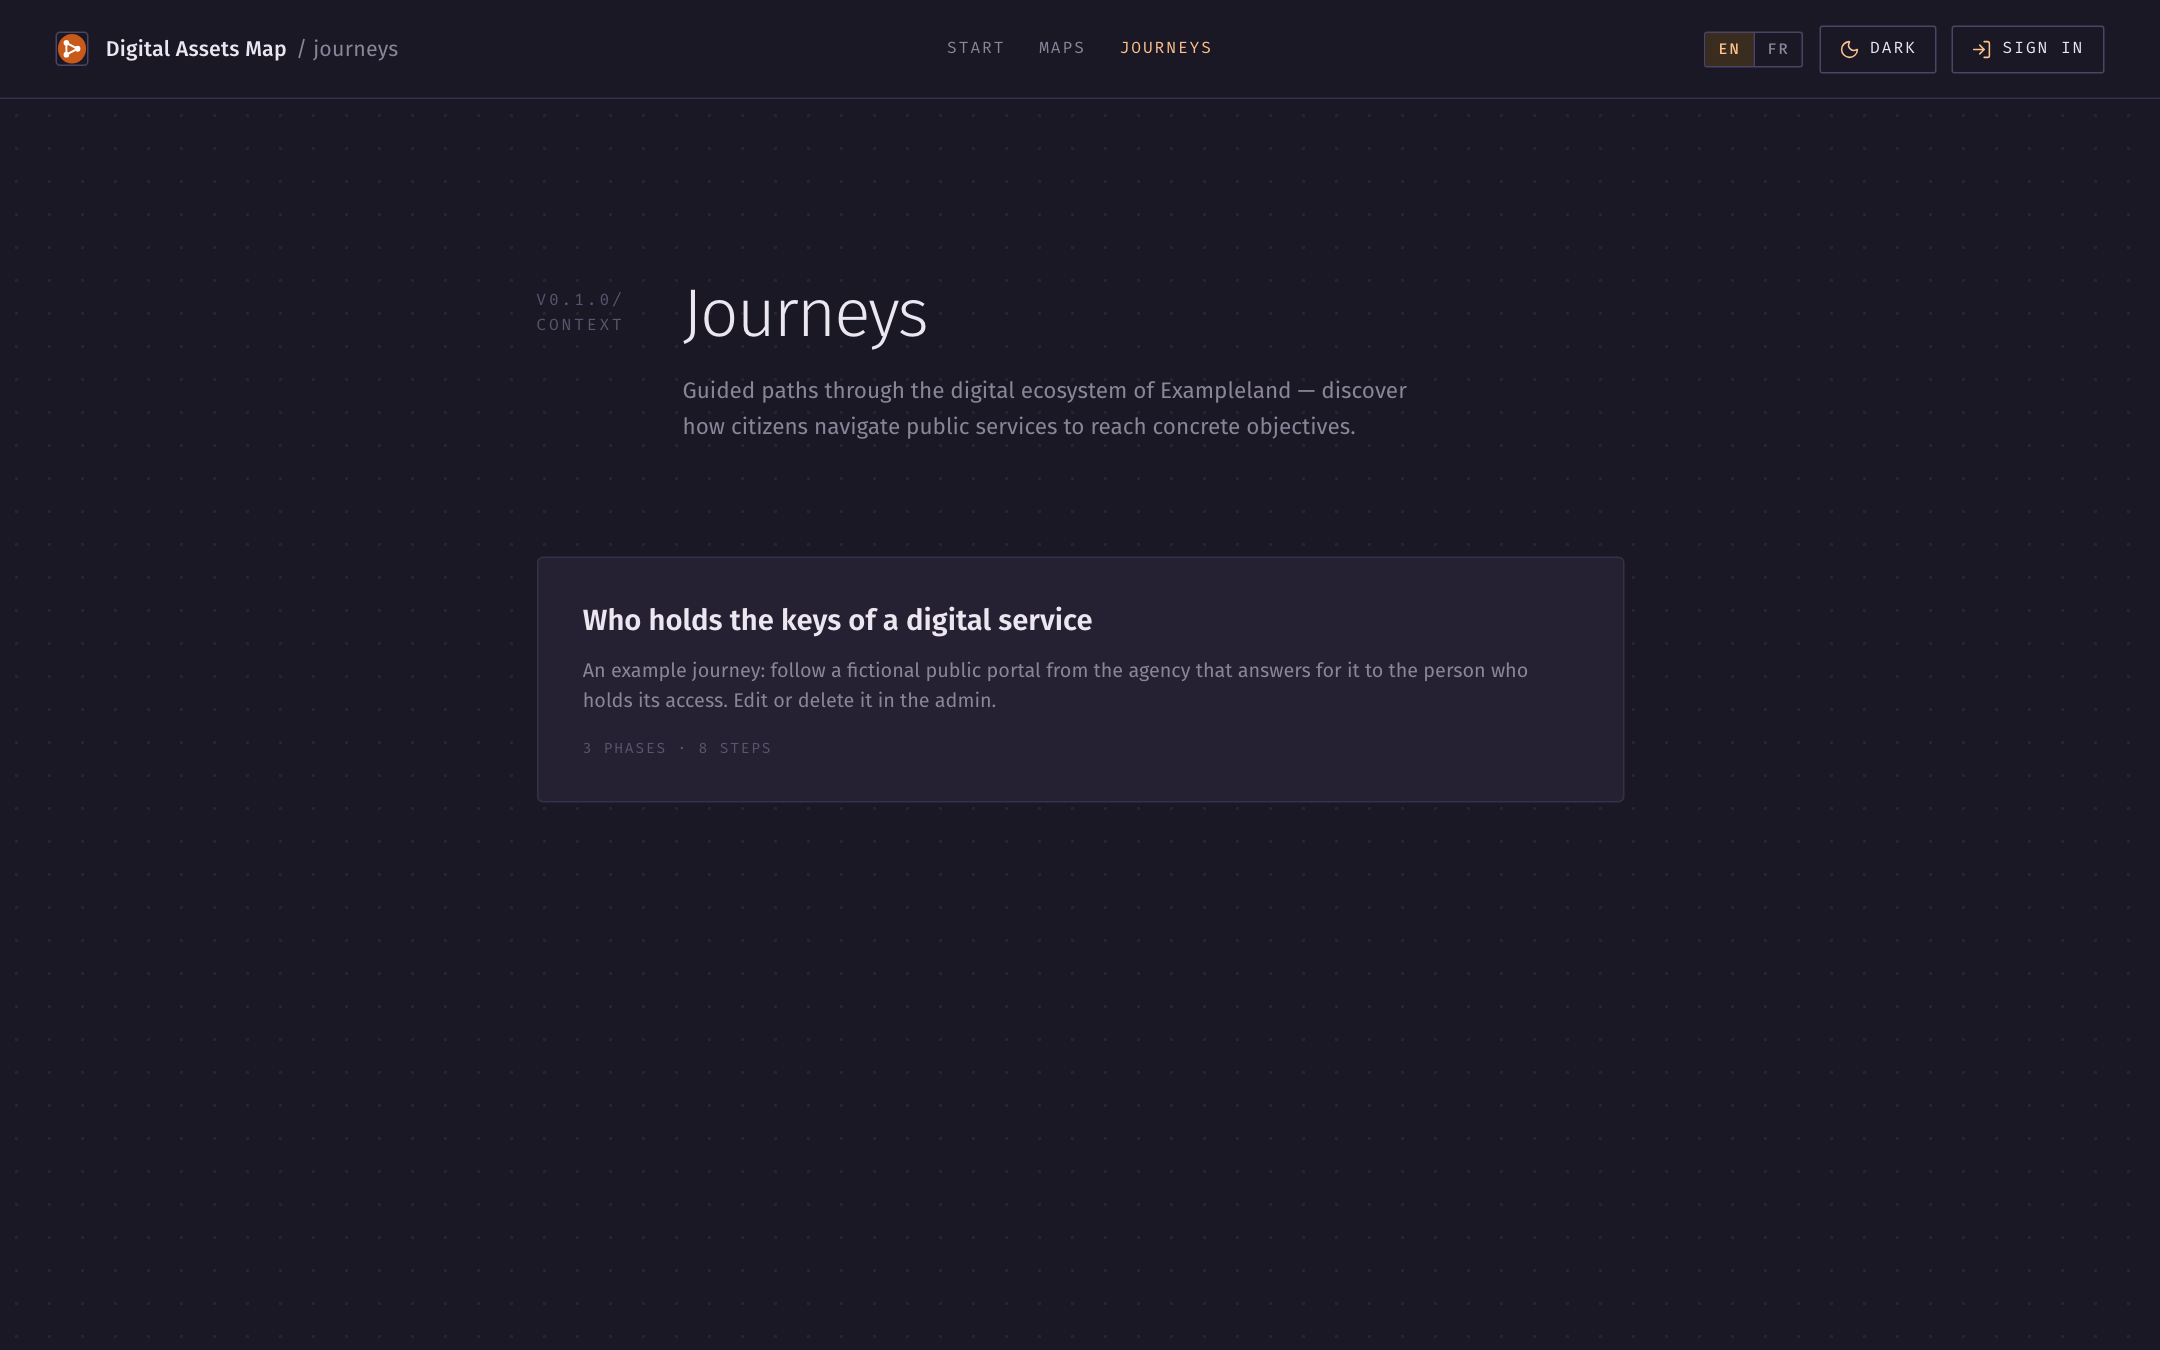 Digital Assets Map / journeys
START
MAPS
JOURNEYS
EN
FR
DARK
SIGN IN
V0.1.0/
CONTEXT
Journeys
Guided paths through the digital ecosystem of Exampleland — discover
how citizens navigate public services to reach concrete objectives.
Who holds the keys of a digital service
An example journey: follow a fictional public portal from the agency that answers for it to the person who
holds its access. Edit or delete it in the admin.
3 PHASES · 8 STEPS